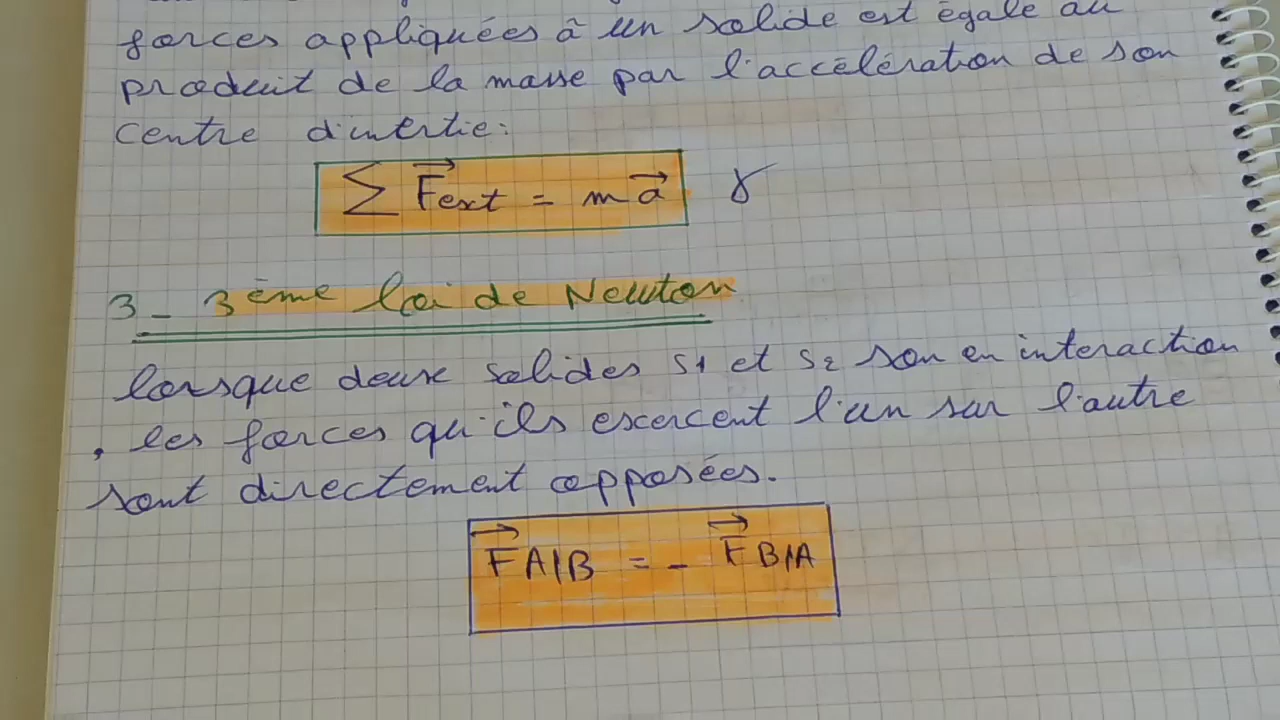 forces appliquées à un solide est égale au
produit de la masse par l'accélération de son
centre d'inertie:
∑ F⃗ext = m a⃗ γ
3 - 3ème loi de Newton
lorsque deux solides S1 et S2 son en interaction
, les forces qu'ils escercent l'un sur l'autre
sont directement opposées.
F⃗ A/B = - F⃗ B/A